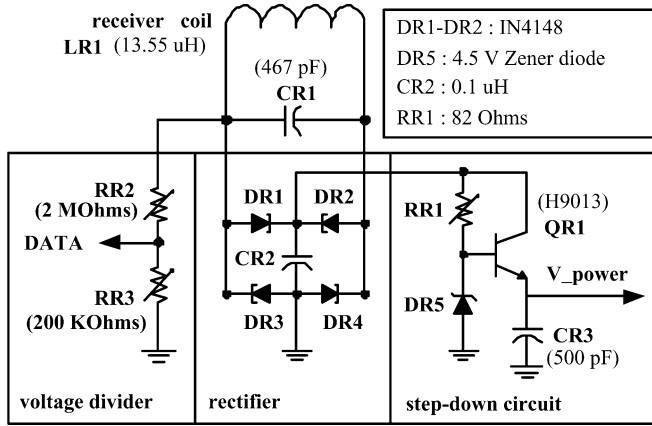 receiver coil
LR1 (13.55 uH)
(467 pF)
CR1
DR1-DR2 : IN4148
DR5 : 4.5 V Zener diode
CR2 : 0.1 uH
RR1 : 82 Ohms
RR2
(2 MOhms)
DATA
RR3
(200 KOhms)
voltage divider
DR1
DR2
CR2
DR3
DR4
rectifier
RR1
(H9013)
QR1
V_power
DR5
CR3
(500 pF)
step-down circuit